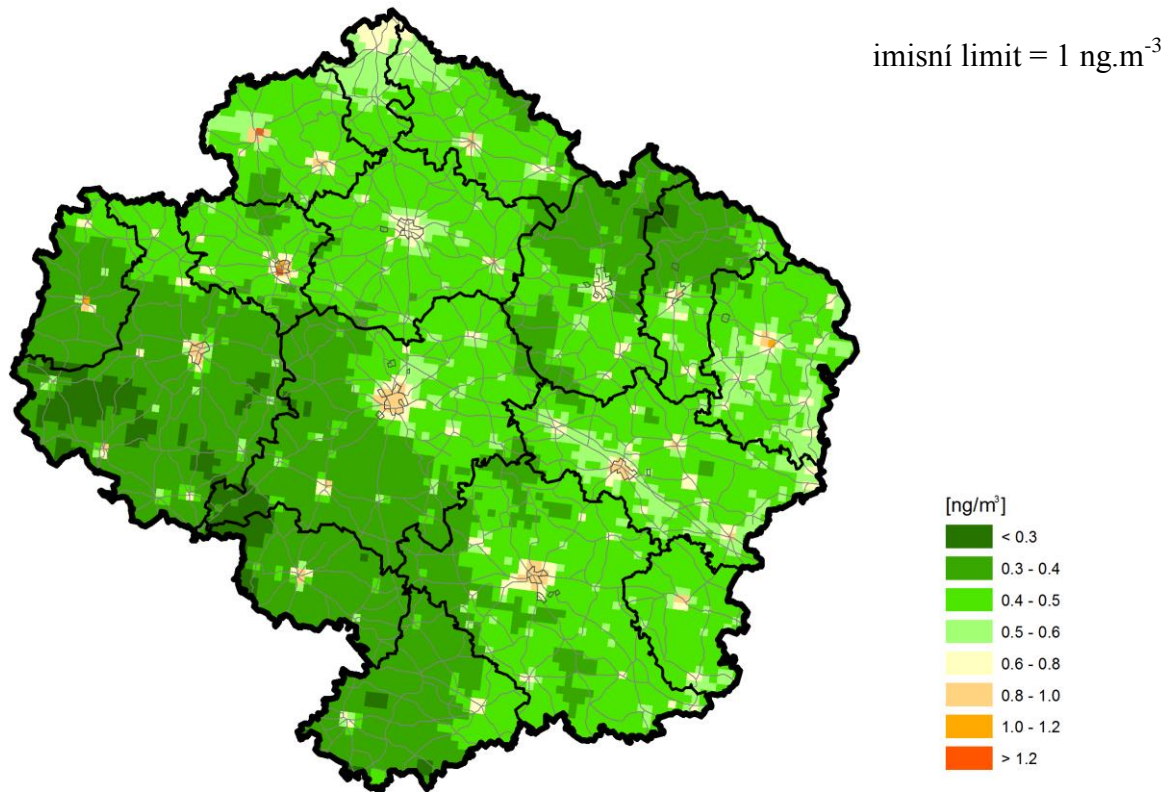 imisní limit = 1 ng.m⁻³
[ng/m³]
< 0.3
0.3 - 0.4
0.4 - 0.5
0.5 - 0.6
0.6 - 0.8
0.8 - 1.0
1.0 - 1.2
> 1.2